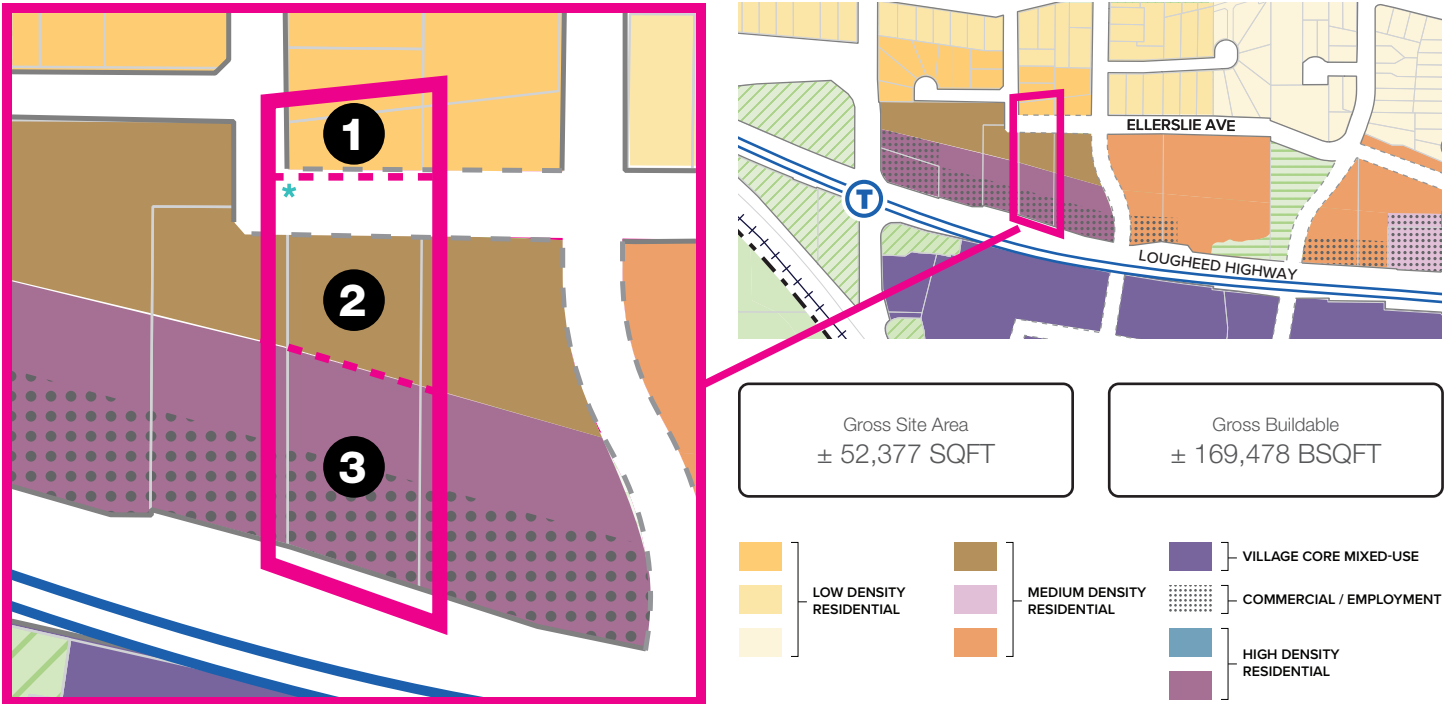 1
*
2
3
ELLERSLIE AVE
T
LOUGHEED HIGHWAY
Gross Site Area
± 52,377 SQFT
Gross Buildable
± 169,478 BSQFT
LOW DENSITY
RESIDENTIAL
MEDIUM DENSITY
RESIDENTIAL
VILLAGE CORE MIXED-USE
COMMERCIAL / EMPLOYMENT
HIGH DENSITY
RESIDENTIAL